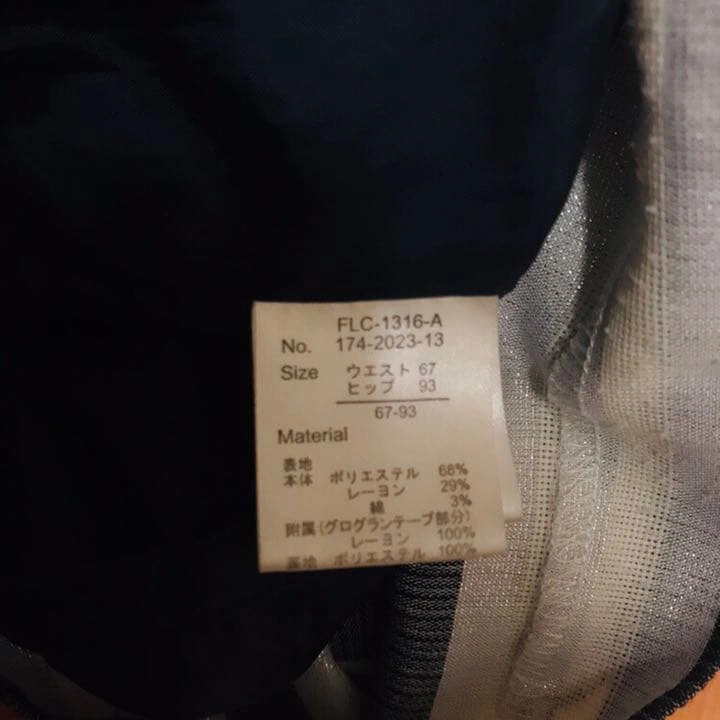 FLC-1316-A
No. 174-2023-13
Size ウエスト 67
ヒップ 93
67-93
Material
表地
本体 ポリエステル 68%
レーヨン 29%
綿 3%
附属(グログランテープ部分)
レーヨン 100%
裏地 ポリエステル 100%